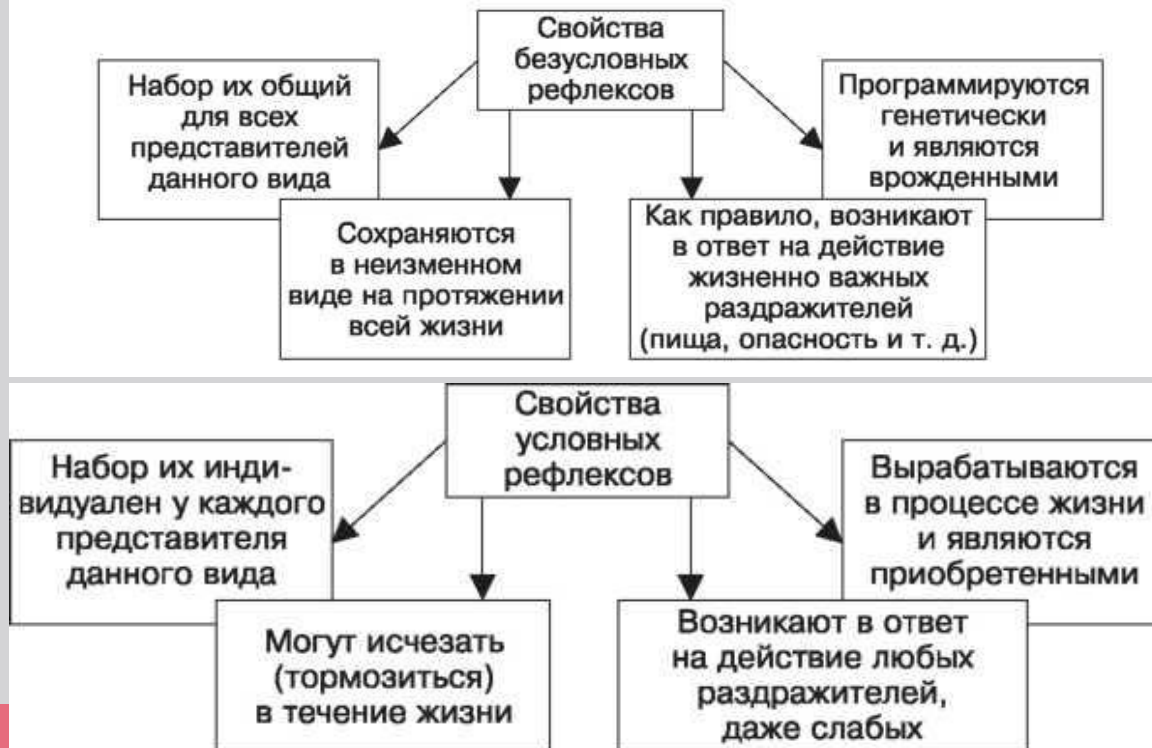 Свойства
безусловных
рефлексов
Набор их общий
для всех
представителей
данного вида
Сохраняются
в неизменном
виде на протяжении
всей жизни
Как правило, возникают
в ответ на действие
жизненно важных
раздражителей
(пища, опасность и т. д.)
Программируются
генетически
и являются
врожденными
Свойства
условных
рефлексов
Набор их инди-
видуален у каждого
представителя
данного вида
Могут исчезать
(тормозиться)
в течение жизни
Возникают в ответ
на действие любых
раздражителей,
даже слабых
Вырабатываются
в процессе жизни
и являются
приобретенными